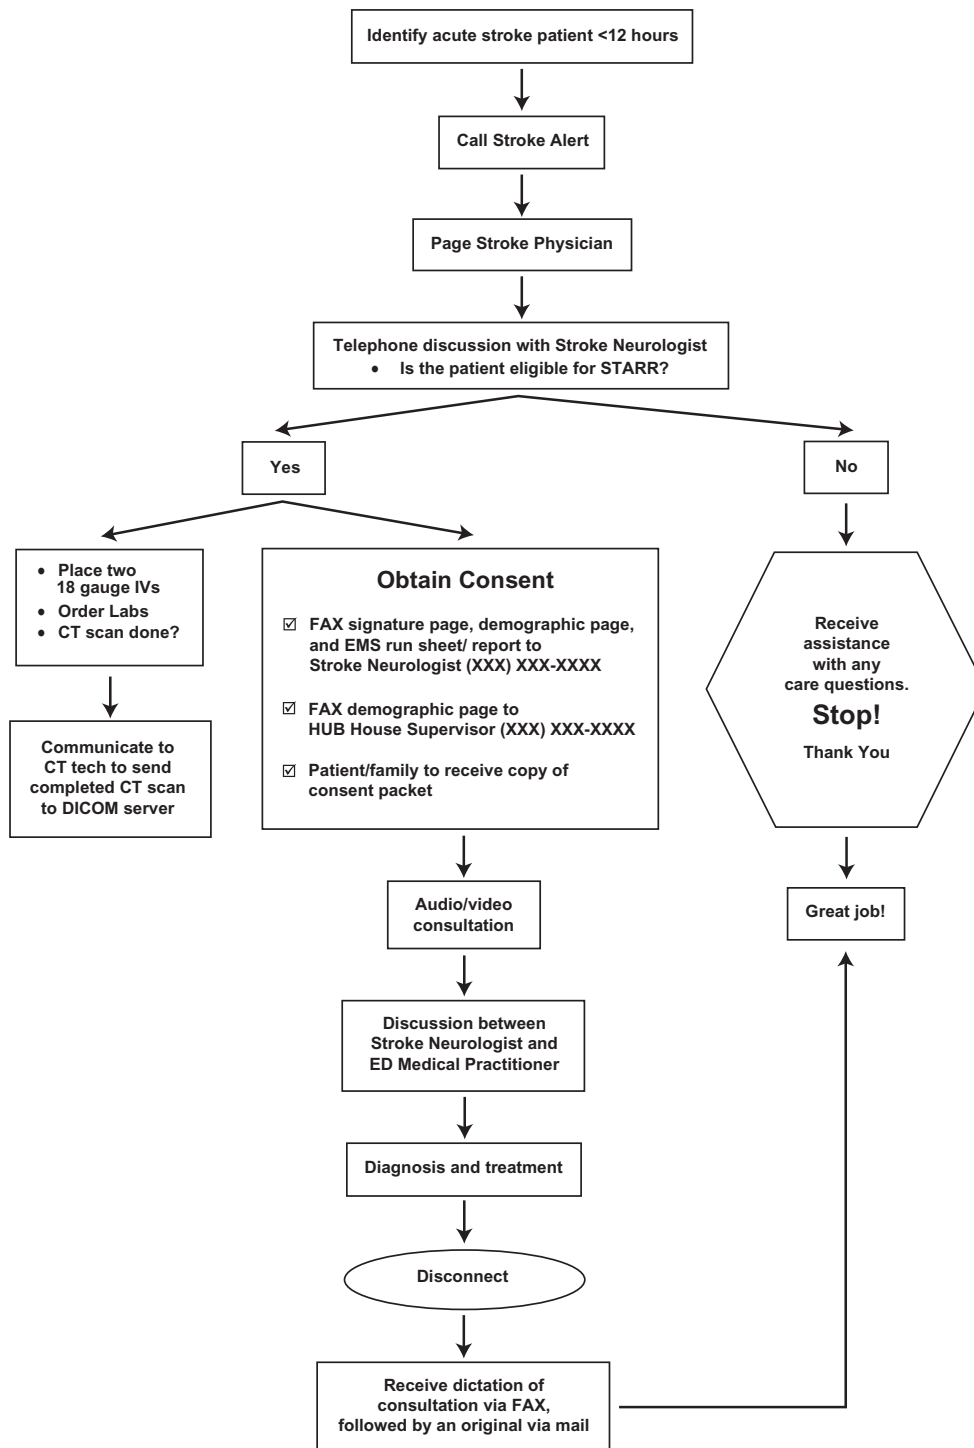 Identify acute stroke patient <12 hours
Call Stroke Alert
Page Stroke Physician
Telephone discussion with Stroke Neurologist
• Is the patient eligible for STARR?
Yes
No
• Place two
18 gauge IVs
• Order Labs
• CT scan done?
Communicate to
CT tech to send
completed CT scan
to DICOM server
Obtain Consent
☑ FAX signature page, demographic page,
and EMS run sheet/ report to
Stroke Neurologist (XXX) XXX-XXXX
☑ FAX demographic page to
HUB House Supervisor (XXX) XXX-XXXX
☑ Patient/family to receive copy of
consent packet
Receive
assistance
with any
care questions.
Stop!
Thank You
Audio/video
consultation
Great job!
Discussion between
Stroke Neurologist and
ED Medical Practitioner
Diagnosis and treatment
Disconnect
Receive dictation of
consultation via FAX,
followed by an original via mail